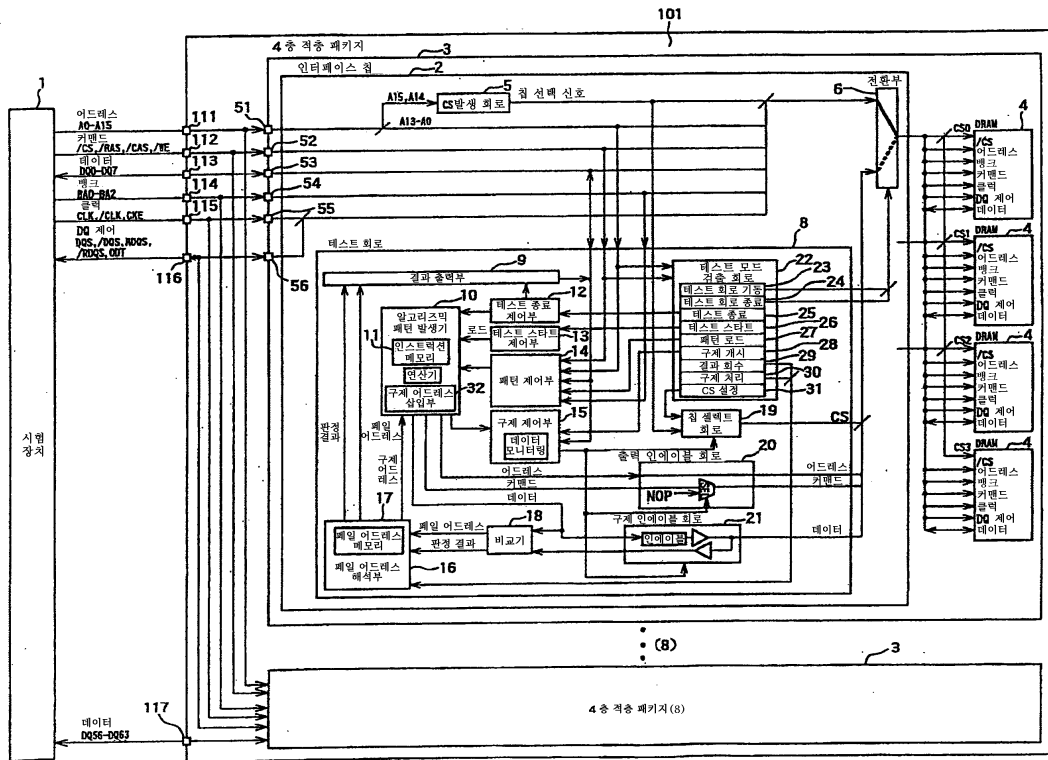 101
4층 적층 패키지
3
인터페이스 칩
2
1
시험
장치
어드레스
A0-A15
커맨드
/CS,/RAS,/CAS,/WE
데이터
DQ0-DQ7
뱅크
BA0-BA2
클럭
CLK,/CLK,CKE
DQ 제어
DQS,/DQS,RDQS,
/RDQS,ODT
111
112
113
114
115
116
51
52
53
54
55
56
A15,A14
5
CS발생 회로
칩 선택 신호
A13-A0
전환부
6
테스트 회로
8
9
결과 출력부
10
알고리즈믹
패턴 발생기
11
인스트럭션
메모리
연산기
32
구제 어드레스
삽입부
12
테스트 종료
제어부
로드
13
테스트 스타트
제어부
14
패턴 제어부
15
구제 제어부
데이터
모니터링
22
테스트 모드
검출 회로
23
테스트 회로 기동
24
테스트 회로 종료
25
테스트 종료
26
테스트 스타트
27
패턴 로드
28
구제 개시
29
결과 회수
30
구제 처리
31
CS 설정
19
칩 셀렉트
회로
CS
출력 인에이블 회로
20
NOP
어드레스
커맨드
데이터
어드레스
커맨드
데이터
구제 인에이블 회로
21
인에이블
판정
결과
페일
어드레스
구제
어드
레스
17
페일 어드레스
메모리
페일 어드레스
해석부
16
페일 어드레스
판정 결과
18
비교기
CS0
DRAM
4
/CS
어드레스
뱅크
커맨드
클럭
DQ 제어
데이터
CS1
DRAM
4
/CS
어드레스
뱅크
커맨드
클럭
DQ 제어
데이터
CS2
DRAM
4
/CS
어드레스
뱅크
커맨드
클럭
DQ 제어
데이터
CS3
DRAM
4
/CS
어드레스
뱅크
커맨드
클럭
DQ 제어
데이터
(8)
3
4층 적층 패키지(8)
117
데이터
DQ56-DQ63